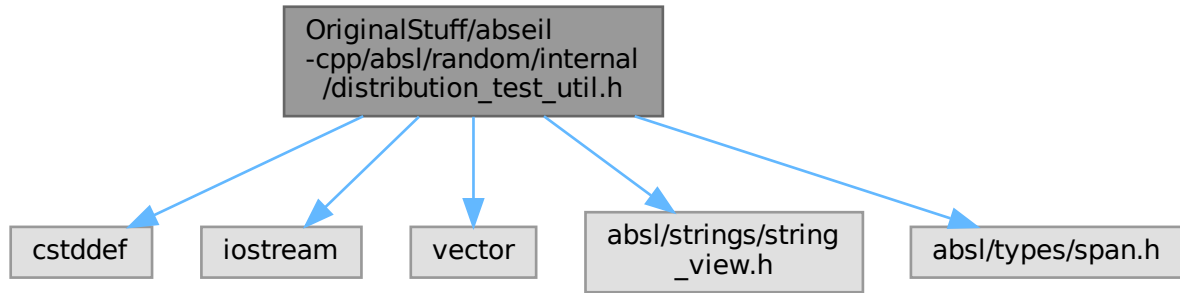 OriginalStuff/abseil
-cpp/absl/random/internal
/distribution_test_util.h
cstddef
iostream
vector
absl/strings/string
_view.h
absl/types/span.h